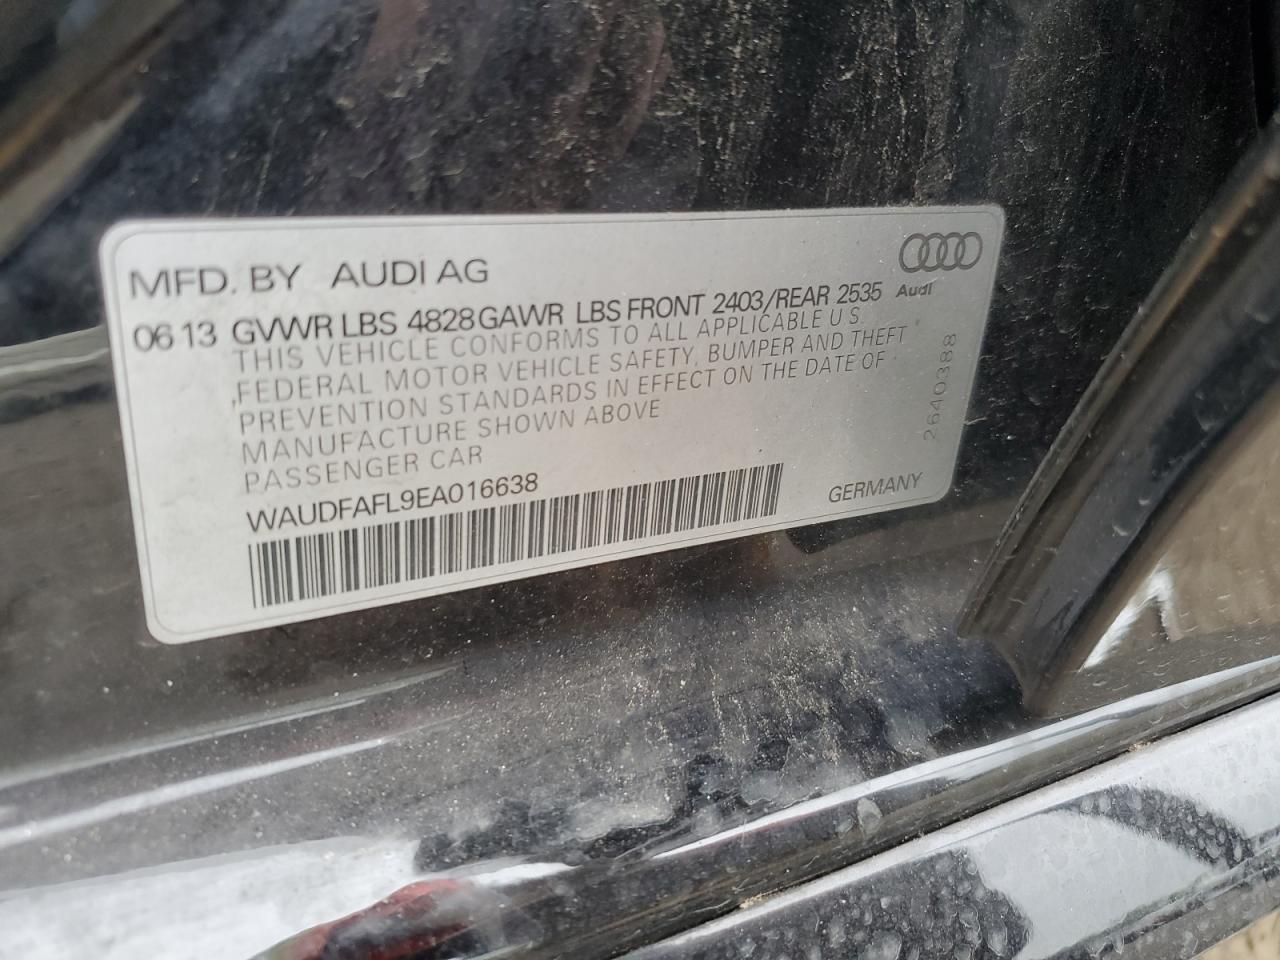 MFD. BY AUDI AG
Audi
06 13 GVWR LBS 4828 GAWR LBS FRONT 2403/REAR 2535
THIS VEHICLE CONFORMS TO ALL APPLICABLE U S
FEDERAL MOTOR VEHICLE SAFETY, BUMPER AND THEFT
PREVENTION STANDARDS IN EFFECT ON THE DATE OF
MANUFACTURE SHOWN ABOVE
PASSENGER CAR
WAUDFAFL9EA016638
GERMANY
2640388